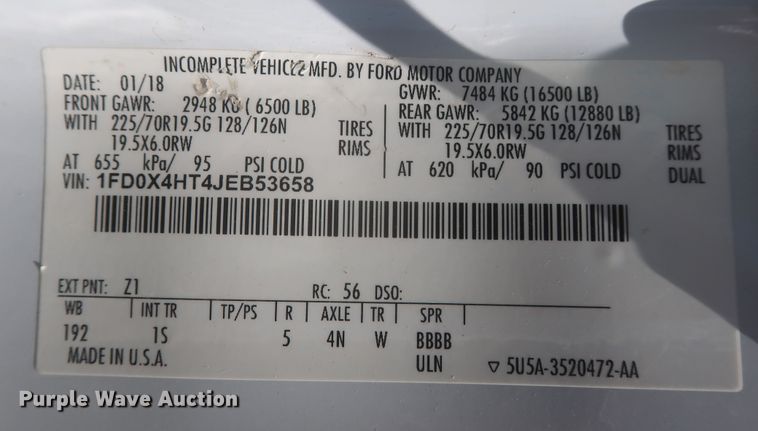 INCOMPLETE VEHICLE MFD. BY FORD MOTOR COMPANY
DATE: 01/18
GVWR: 7484 KG (16500 LB)
FRONT GAWR: 2948 KG ( 6500 LB)
REAR GAWR: 5842 KG (12880 LB)
WITH 225/70R19.5G 128/126N TIRES
WITH 225/70R19.5G 128/126N TIRES
19.5X6.0RW RIMS
19.5X6.0RW RIMS
AT 655 kPa/ 95 PSI COLD
AT 620 kPa/ 90 PSI COLD DUAL
VIN: 1FD0X4HT4JEB53658
EXT PNT: Z1 RC: 56 DSO:
WB INT TR TP/PS R AXLE TR SPR
192 1S 5 4N W BBBB
MADE IN U.S.A. ULN ▽ 5U5A-3520472-AA
Purple Wave Auction